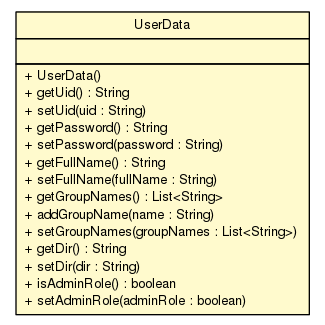 UserData
+ UserData()
+ getUid() : String
+ setUid(uid : String)
+ getPassword() : String
+ setPassword(password : String)
+ getFullName() : String
+ setFullName(fullName : String)
+ getGroupNames() : List<String>
+ addGroupName(name : String)
+ setGroupNames(groupNames : List<String>)
+ getDir() : String
+ setDir(dir : String)
+ isAdminRole() : boolean
+ setAdminRole(adminRole : boolean)